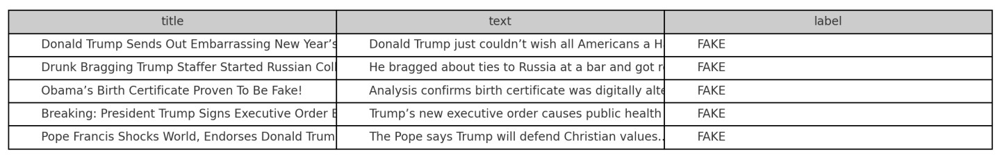 title text label
Donald Trump Sends Out Embarrassing New Year’s Donald Trump just couldn’t wish all Americans a FAKE
Drunk Bragging Trump Staffer Started Russian He bragged about ties to Russia at a bar and got FAKE
Obama’s Birth Certificate Proven To Be Fake! Analysis confirms birth certificate was digitally FAKE
Breaking: President Trump Signs Executive Order Trump’s new executive order causes public health FAKE
Pope Francis Shocks World, Endorses Donald Trum The Pope says Trump will defend Christian values.. FAKE